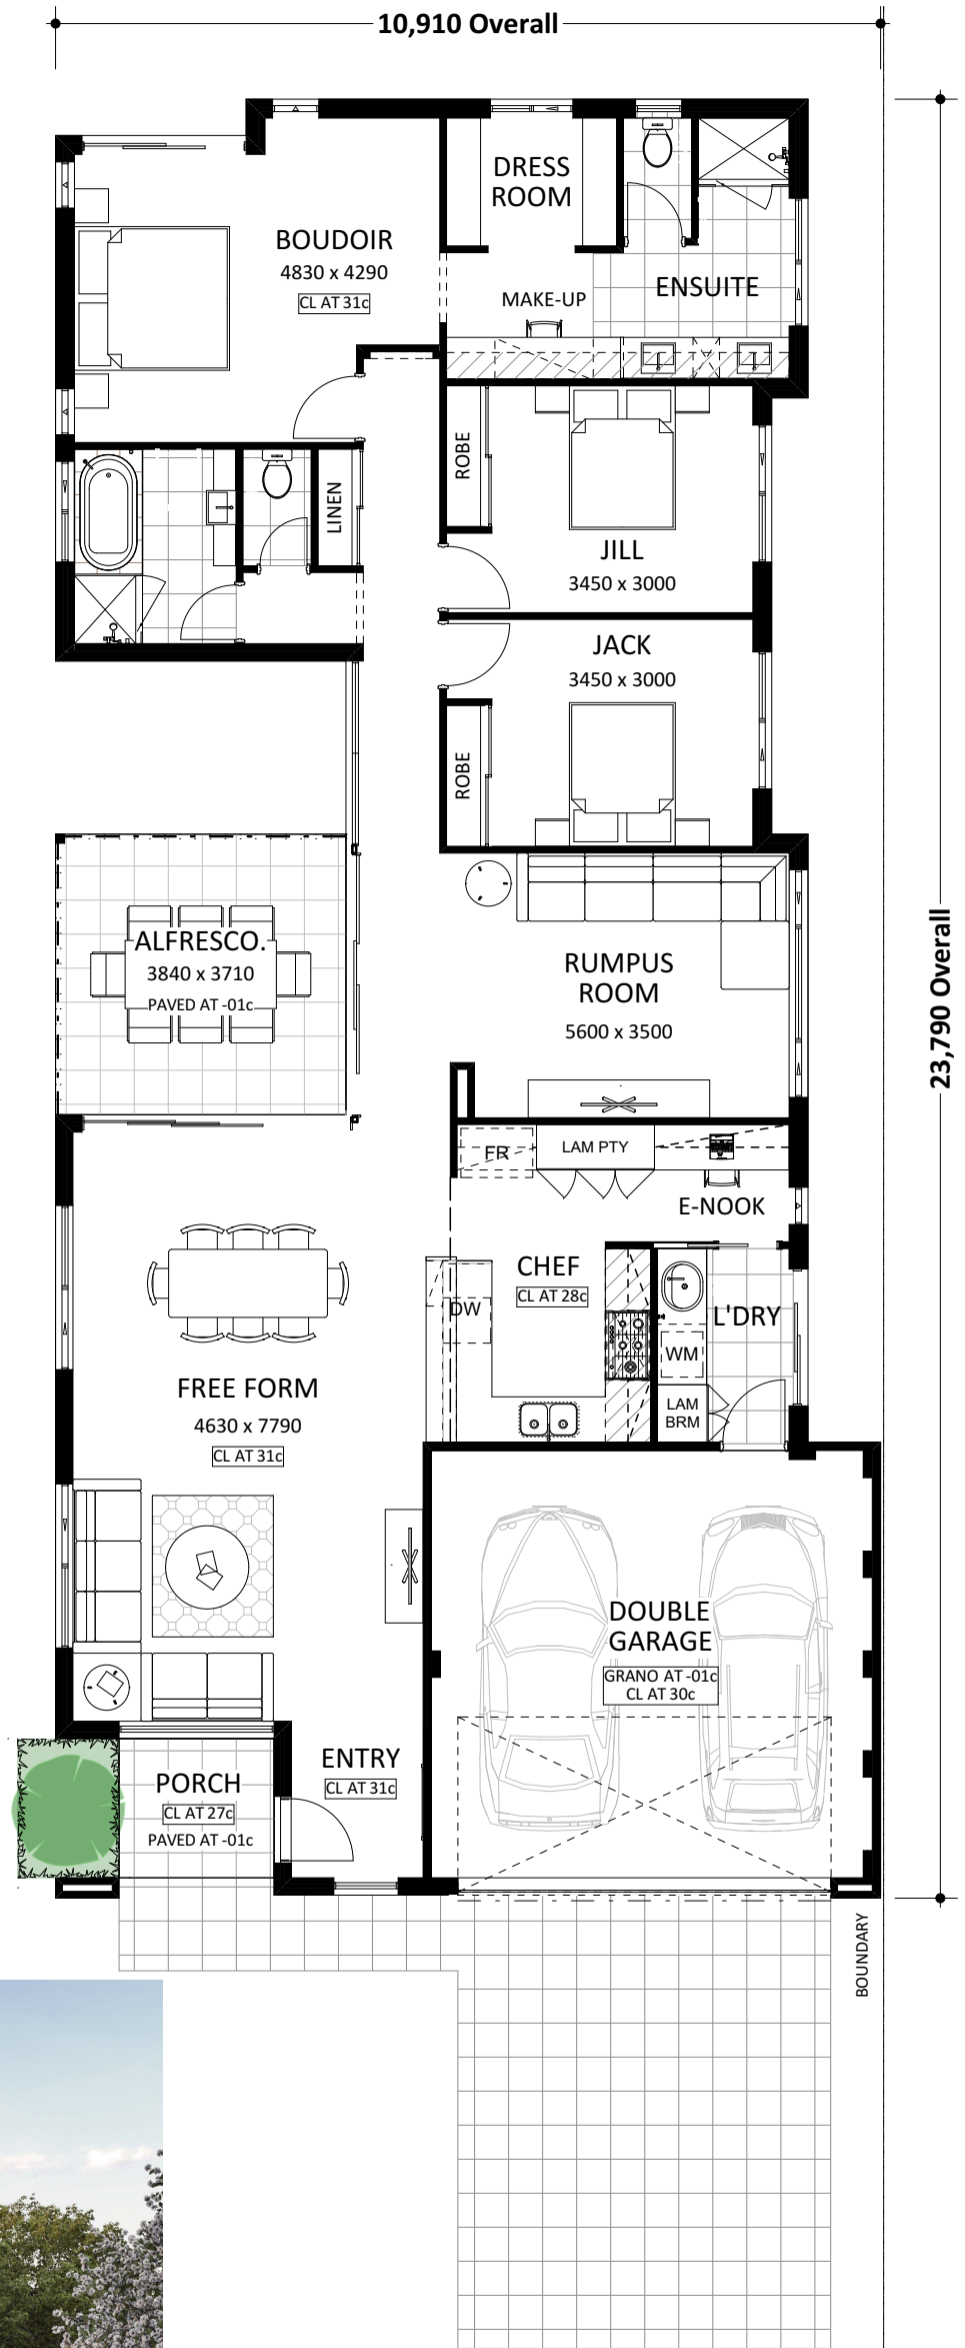 10,910 Overall
DRESS
ROOM
BOUDOIR
4830 x 4290
CL AT 31c
MAKE-UP
ENSUITE
ROBE
LINEN
JILL
3450 x 3000
JACK
3450 x 3000
ROBE
ALFRESCO.
3840 x 3710
PAVED AT -01c
RUMPUS
ROOM
5600 x 3500
23,790 Overall
FR
LAM PTY
E-NOOK
CHEF
CL AT 28c
DW
L'DRY
WM
LAM
BRM
FREE FORM
4630 x 7790
CL AT 31c
DOUBLE
GARAGE
GRANO AT -01c
CL AT 30c
ENTRY
CL AT 31c
PORCH
CL AT 27c
PAVED AT -01c
BOUNDARY